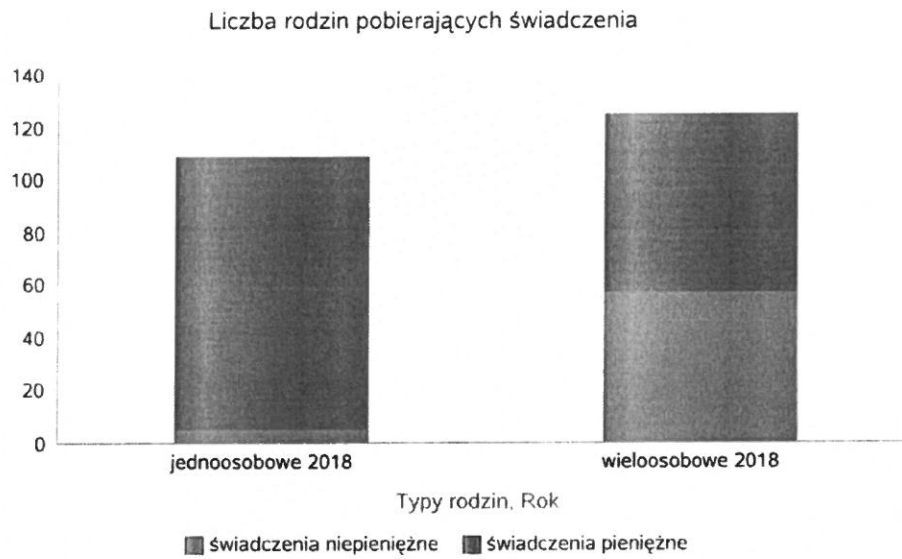 Liczba rodzin pobierających świadczenia
140
120
100
80
60
40
20
0
jednoosobowe 2018 wieloosobowe 2018
Typy rodzin, Rok
świadczenia niepieniężne świadczenia pieniężne